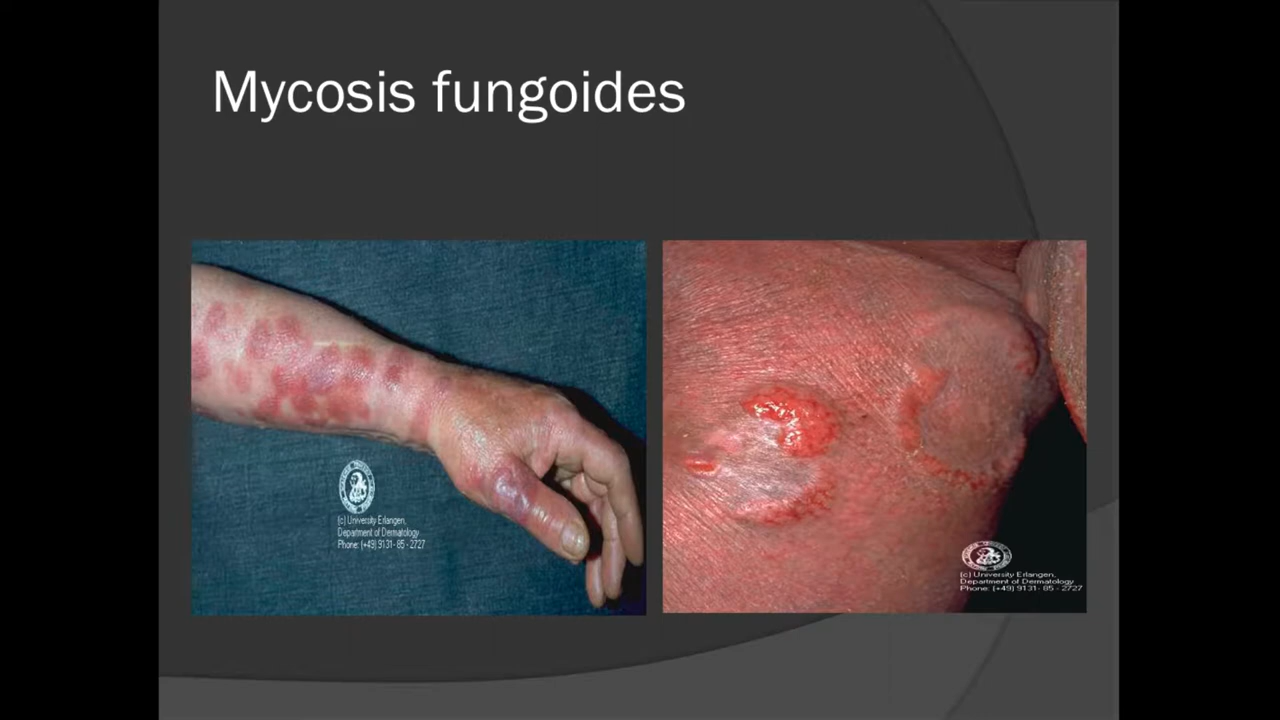 Mycosis fungoides
(c) University Erlangen,
Department of Dermatology
Phone: (+49) 9131- 85 - 2727
(c) University Erlangen,
Department of Dermatology
Phone: (+49) 9131- 85 - 2727